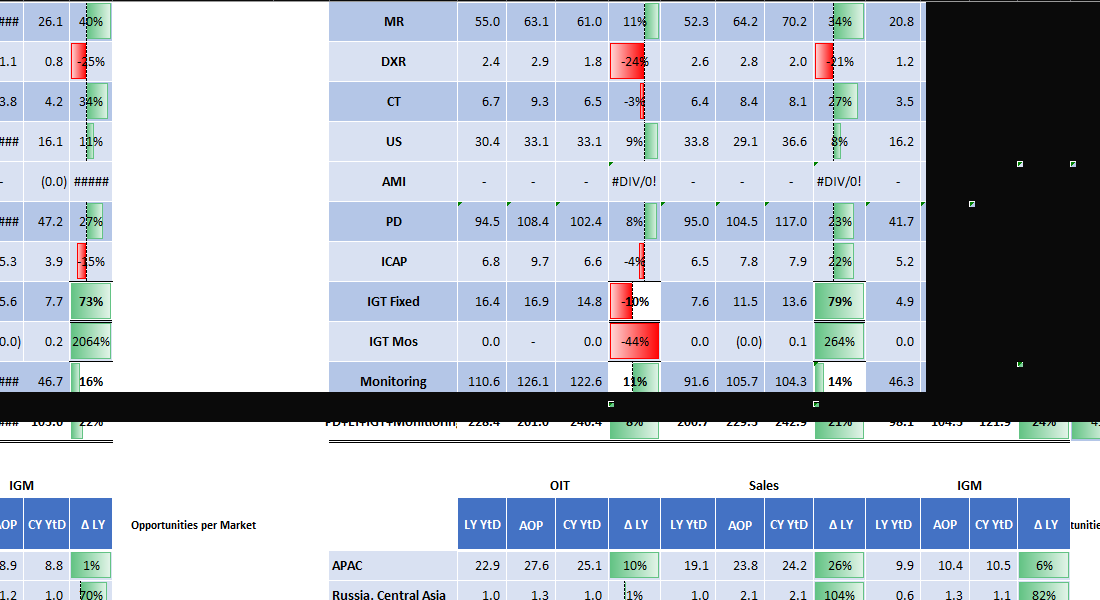 ### 26.1 40% MR 55.0 63.1 61.0 11% 52.3 64.2 70.2 34% 20.8
1.1 0.8 -25% DXR 2.4 2.9 1.8 -24% 2.6 2.8 2.0 -21% 1.2
3.8 4.2 34% CT 6.7 9.3 6.5 -3% 6.4 8.4 8.1 27% 3.5
### 16.1 11% US 30.4 33.1 33.1 9% 33.8 29.1 36.6 8% 16.2
- (0.0) ##### AMI - - - #DIV/0! - - - #DIV/0! -
### 47.2 27% PD 94.5 108.4 102.4 8% 95.0 104.5 117.0 23% 41.7
5.3 3.9 -15% ICAP 6.8 9.7 6.6 -4% 6.5 7.8 7.9 22% 5.2
5.6 7.7 73% IGT Fixed 16.4 16.9 14.8 -10% 7.6 11.5 13.6 79% 4.9
0.0) 0.2 2064% IGT Mos 0.0 - 0.0 -44% 0.0 (0.0) 0.1 264% 0.0
### 46.7 16% Monitoring 110.6 126.1 122.6 11% 91.6 105.7 104.3 14% 46.3
22% 8% 21% 24%
IGM OIT Sales IGM
AOP CY YtD Δ LY Opportunities per Market LY YtD AOP CY YtD Δ LY LY YtD AOP CY YtD Δ LY LY YtD AOP CY YtD Δ LY tunitie
8.9 8.8 1% APAC 22.9 27.6 25.1 10% 19.1 23.8 24.2 26% 9.9 10.4 10.5 6%
1.2 1.0 70% Russia, Central Asia 1.0 1.3 1.0 1% 1.0 2.1 2.1 104% 0.6 1.3 1.1 82%